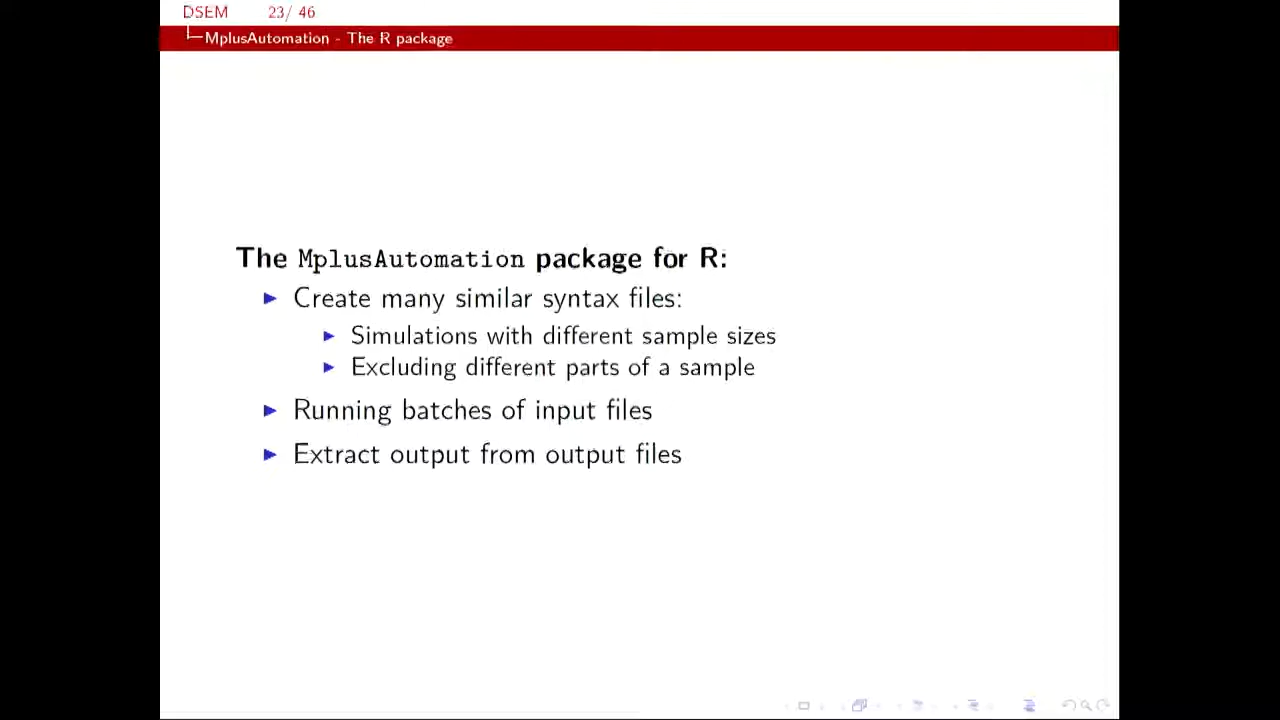 DSEM 23/ 46
MplusAutomation - The R package
The MplusAutomation package for R:
Create many similar syntax files:
Simulations with different sample sizes
Excluding different parts of a sample
Running batches of input files
Extract output from output files